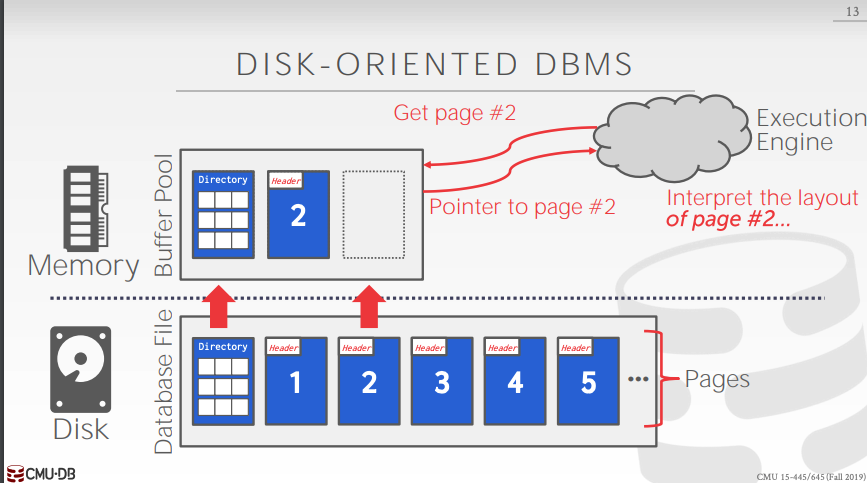 13
DISK-ORIENTED DBMS
Get page #2
Execution
Engine
Buffer Pool
Directory
Header
2
Pointer to page #2
Interpret the layout
of page #2...
Memory
Database File
Directory
Header
1
Header
2
Header
3
Header
4
Header
5
...
Pages
Disk
CMU·DB
CMU 15-445/645 (Fall 2019)